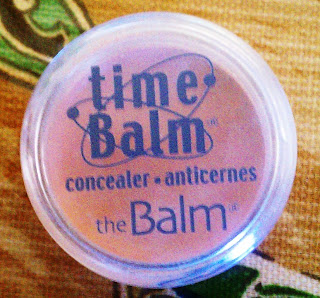 time
Balm
concealer • anticernes
theBalm